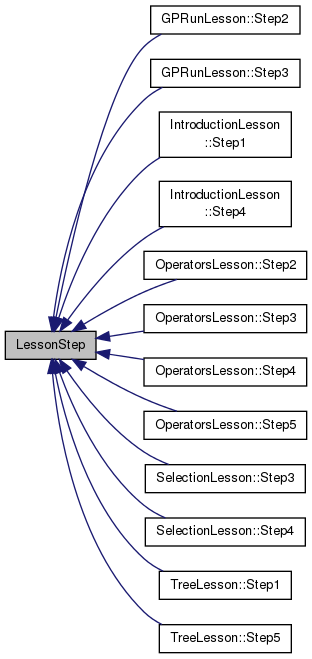 GPRunLesson::Step2
GPRunLesson::Step3
IntroductionLesson
::Step1
IntroductionLesson
::Step4
OperatorsLesson::Step2
OperatorsLesson::Step3
LessonStep
OperatorsLesson::Step4
OperatorsLesson::Step5
SelectionLesson::Step3
SelectionLesson::Step4
TreeLesson::Step1
TreeLesson::Step5